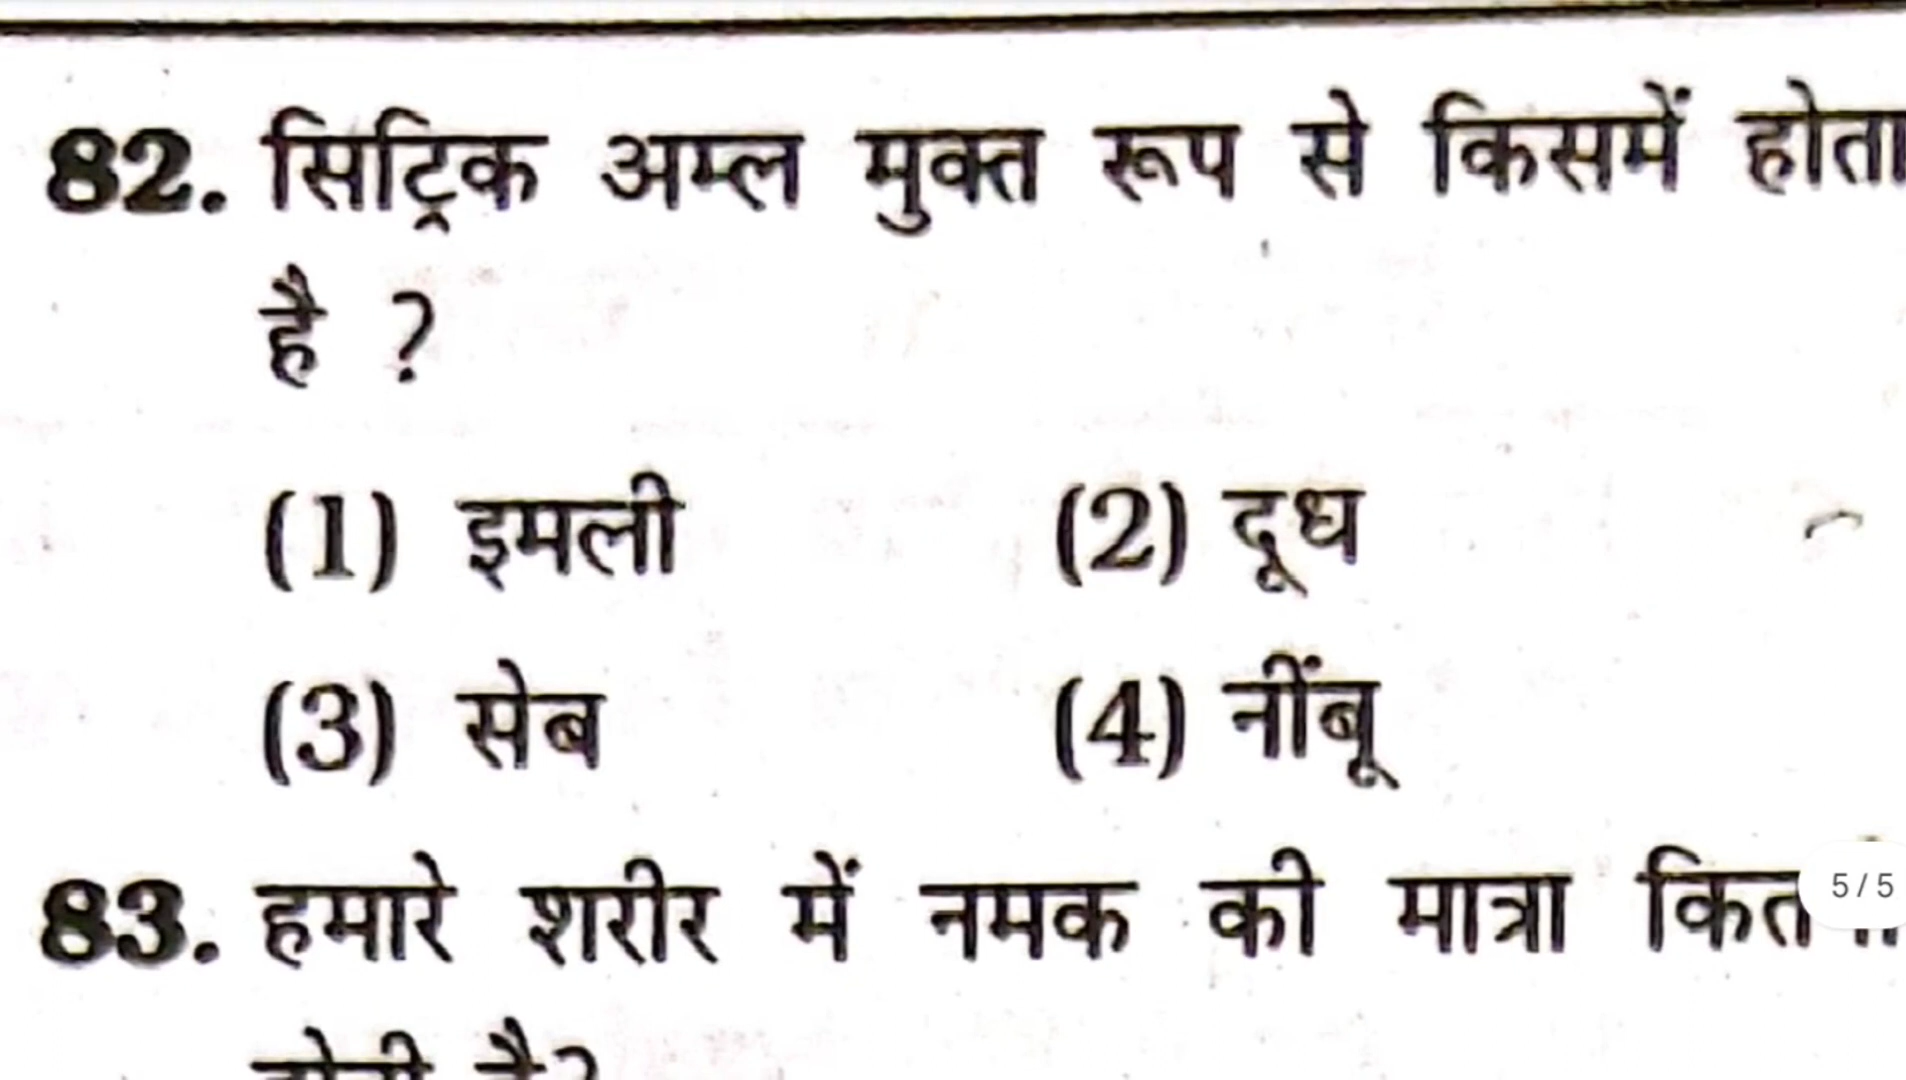 82. सिट्रिक अम्ल मुक्त रूप से किसमें होता
है ?
(1) इमली (2) दूध
(3) सेब (4) नींबू
83. हमारे शरीर में नमक की मात्रा
5 / 5